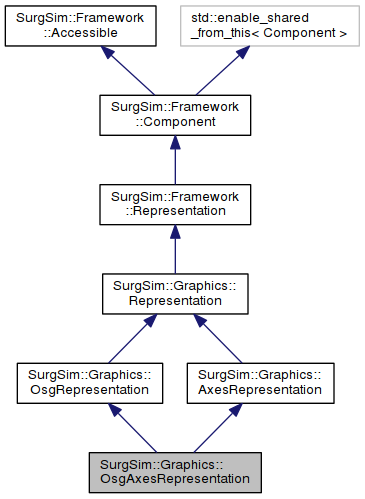 SurgSim::Framework
::Accessible
std::enable_shared
_from_this< Component >
SurgSim::Framework
::Component
SurgSim::Framework
::Representation
SurgSim::Graphics::
Representation
SurgSim::Graphics::
OsgRepresentation
SurgSim::Graphics::
AxesRepresentation
SurgSim::Graphics::
OsgAxesRepresentation